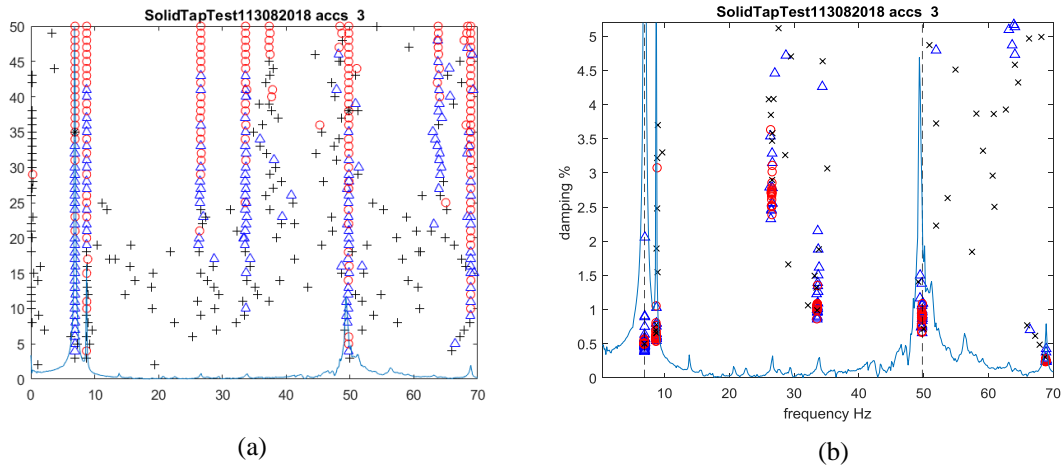 SolidTapTest113082018 accs 3
50
45
40
35
30
25
20
15
10
5
0
0 10 20 30 40 50 60 70
(a)
SolidTapTest113082018 accs 3
5
4.5
4
3.5
3
2.5
2
1.5
1
0.5
0
damping %
10 20 30 40 50 60 70
frequency Hz
(b)